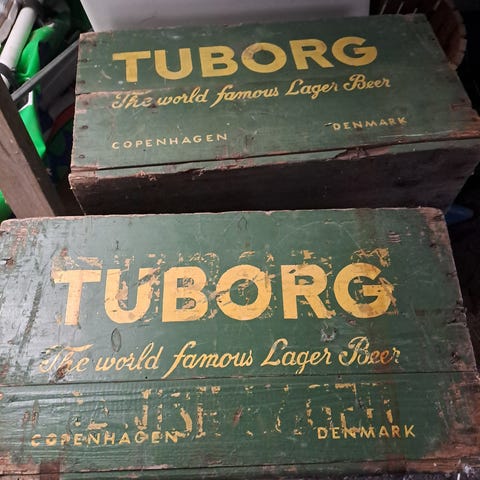 TUBORG
The world famous Lager Beer
COPENHAGEN DENMARK
TUBORG
The world famous Lager Beer
COPENHAGEN DENMARK